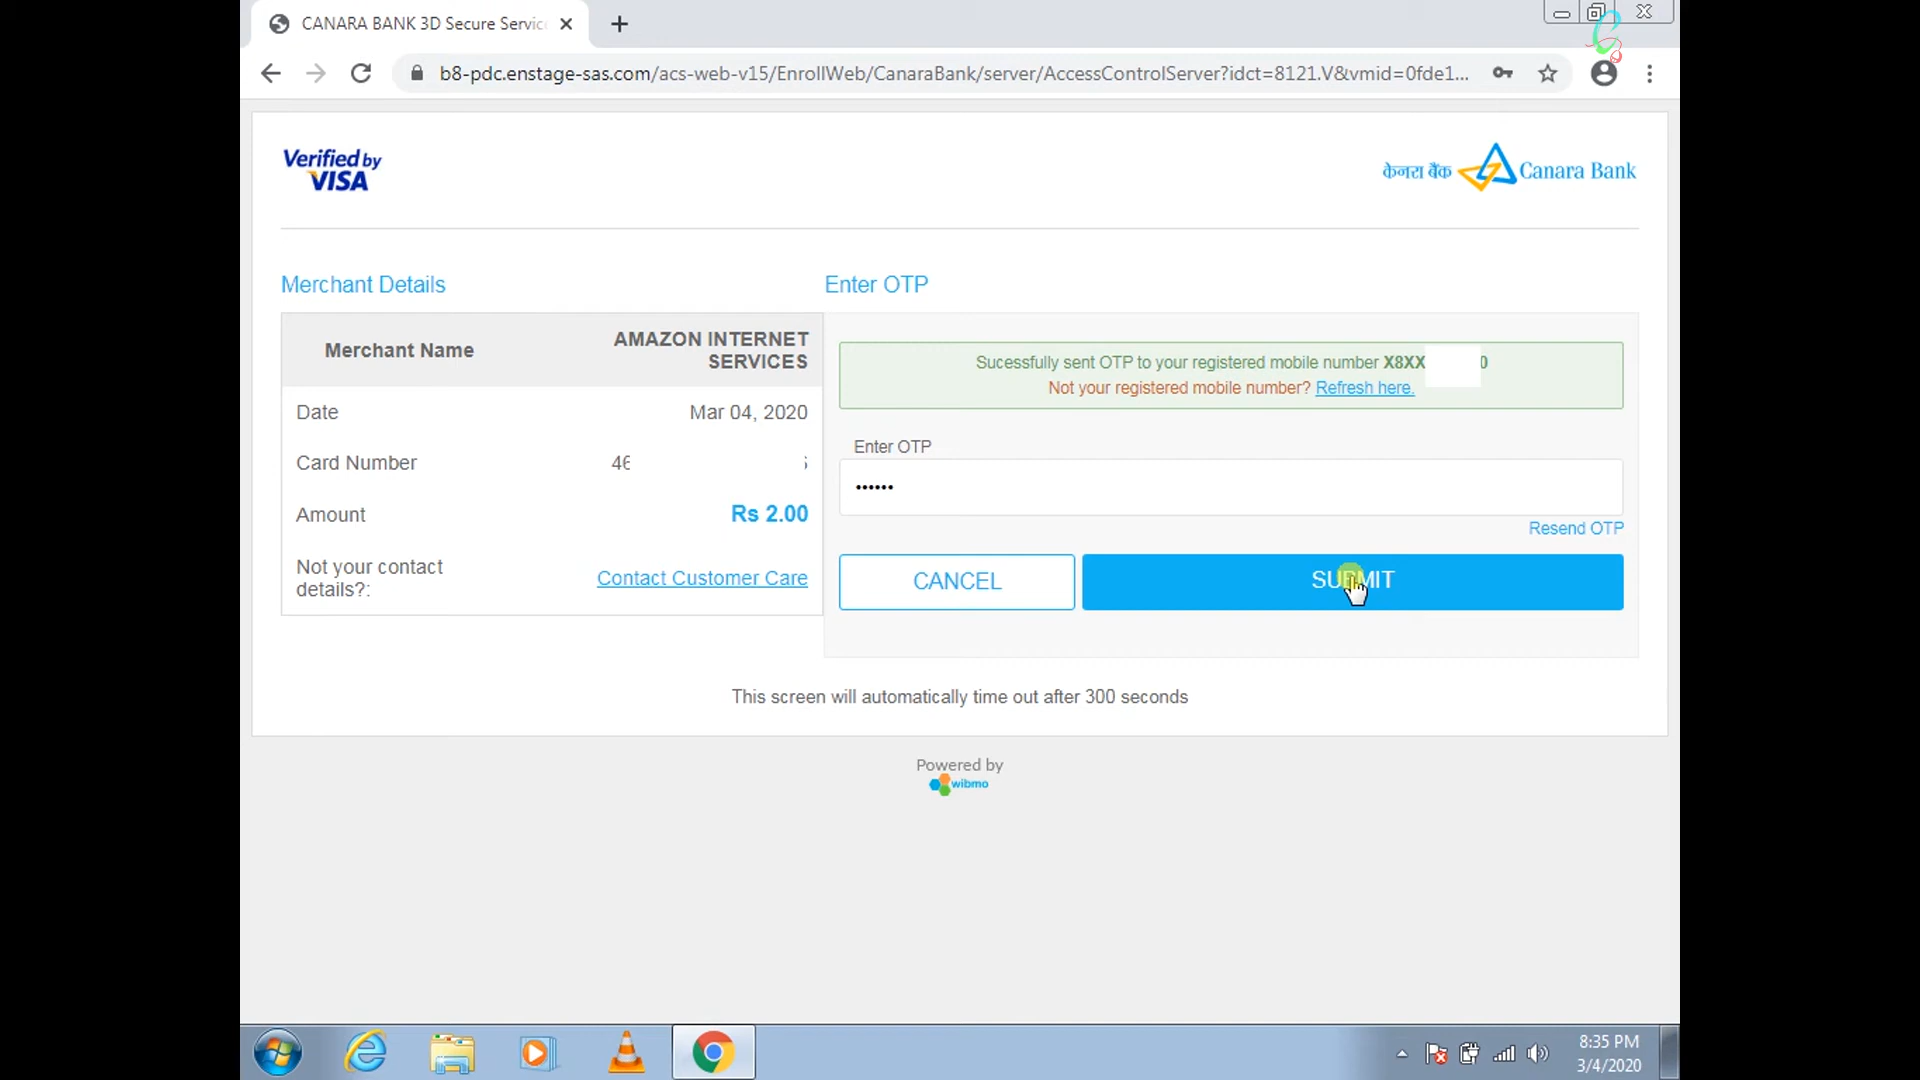 CANARA BANK 3D Secure Servic
b8-pdc.enstage-sas.com/acs-web-v15/EnrollWeb/CanaraBank/server/AccessControlServer?idct=8121.V&vmid=0fde1...
Verified by
VISA
केनरा बैंक Canara Bank
Merchant Details
Enter OTP
Merchant Name
AMAZON INTERNET
SERVICES
Date
Mar 04, 2020
Card Number
46
Amount
Rs 2.00
Not your contact
details?:
Contact Customer Care
Sucessfully sent OTP to your registered mobile number X8XX 0
Not your registered mobile number? Refresh here.
Enter OTP
••••••
Resend OTP
CANCEL
SUBMIT
This screen will automatically time out after 300 seconds
Powered by
wibmo
8:35 PM
3/4/2020